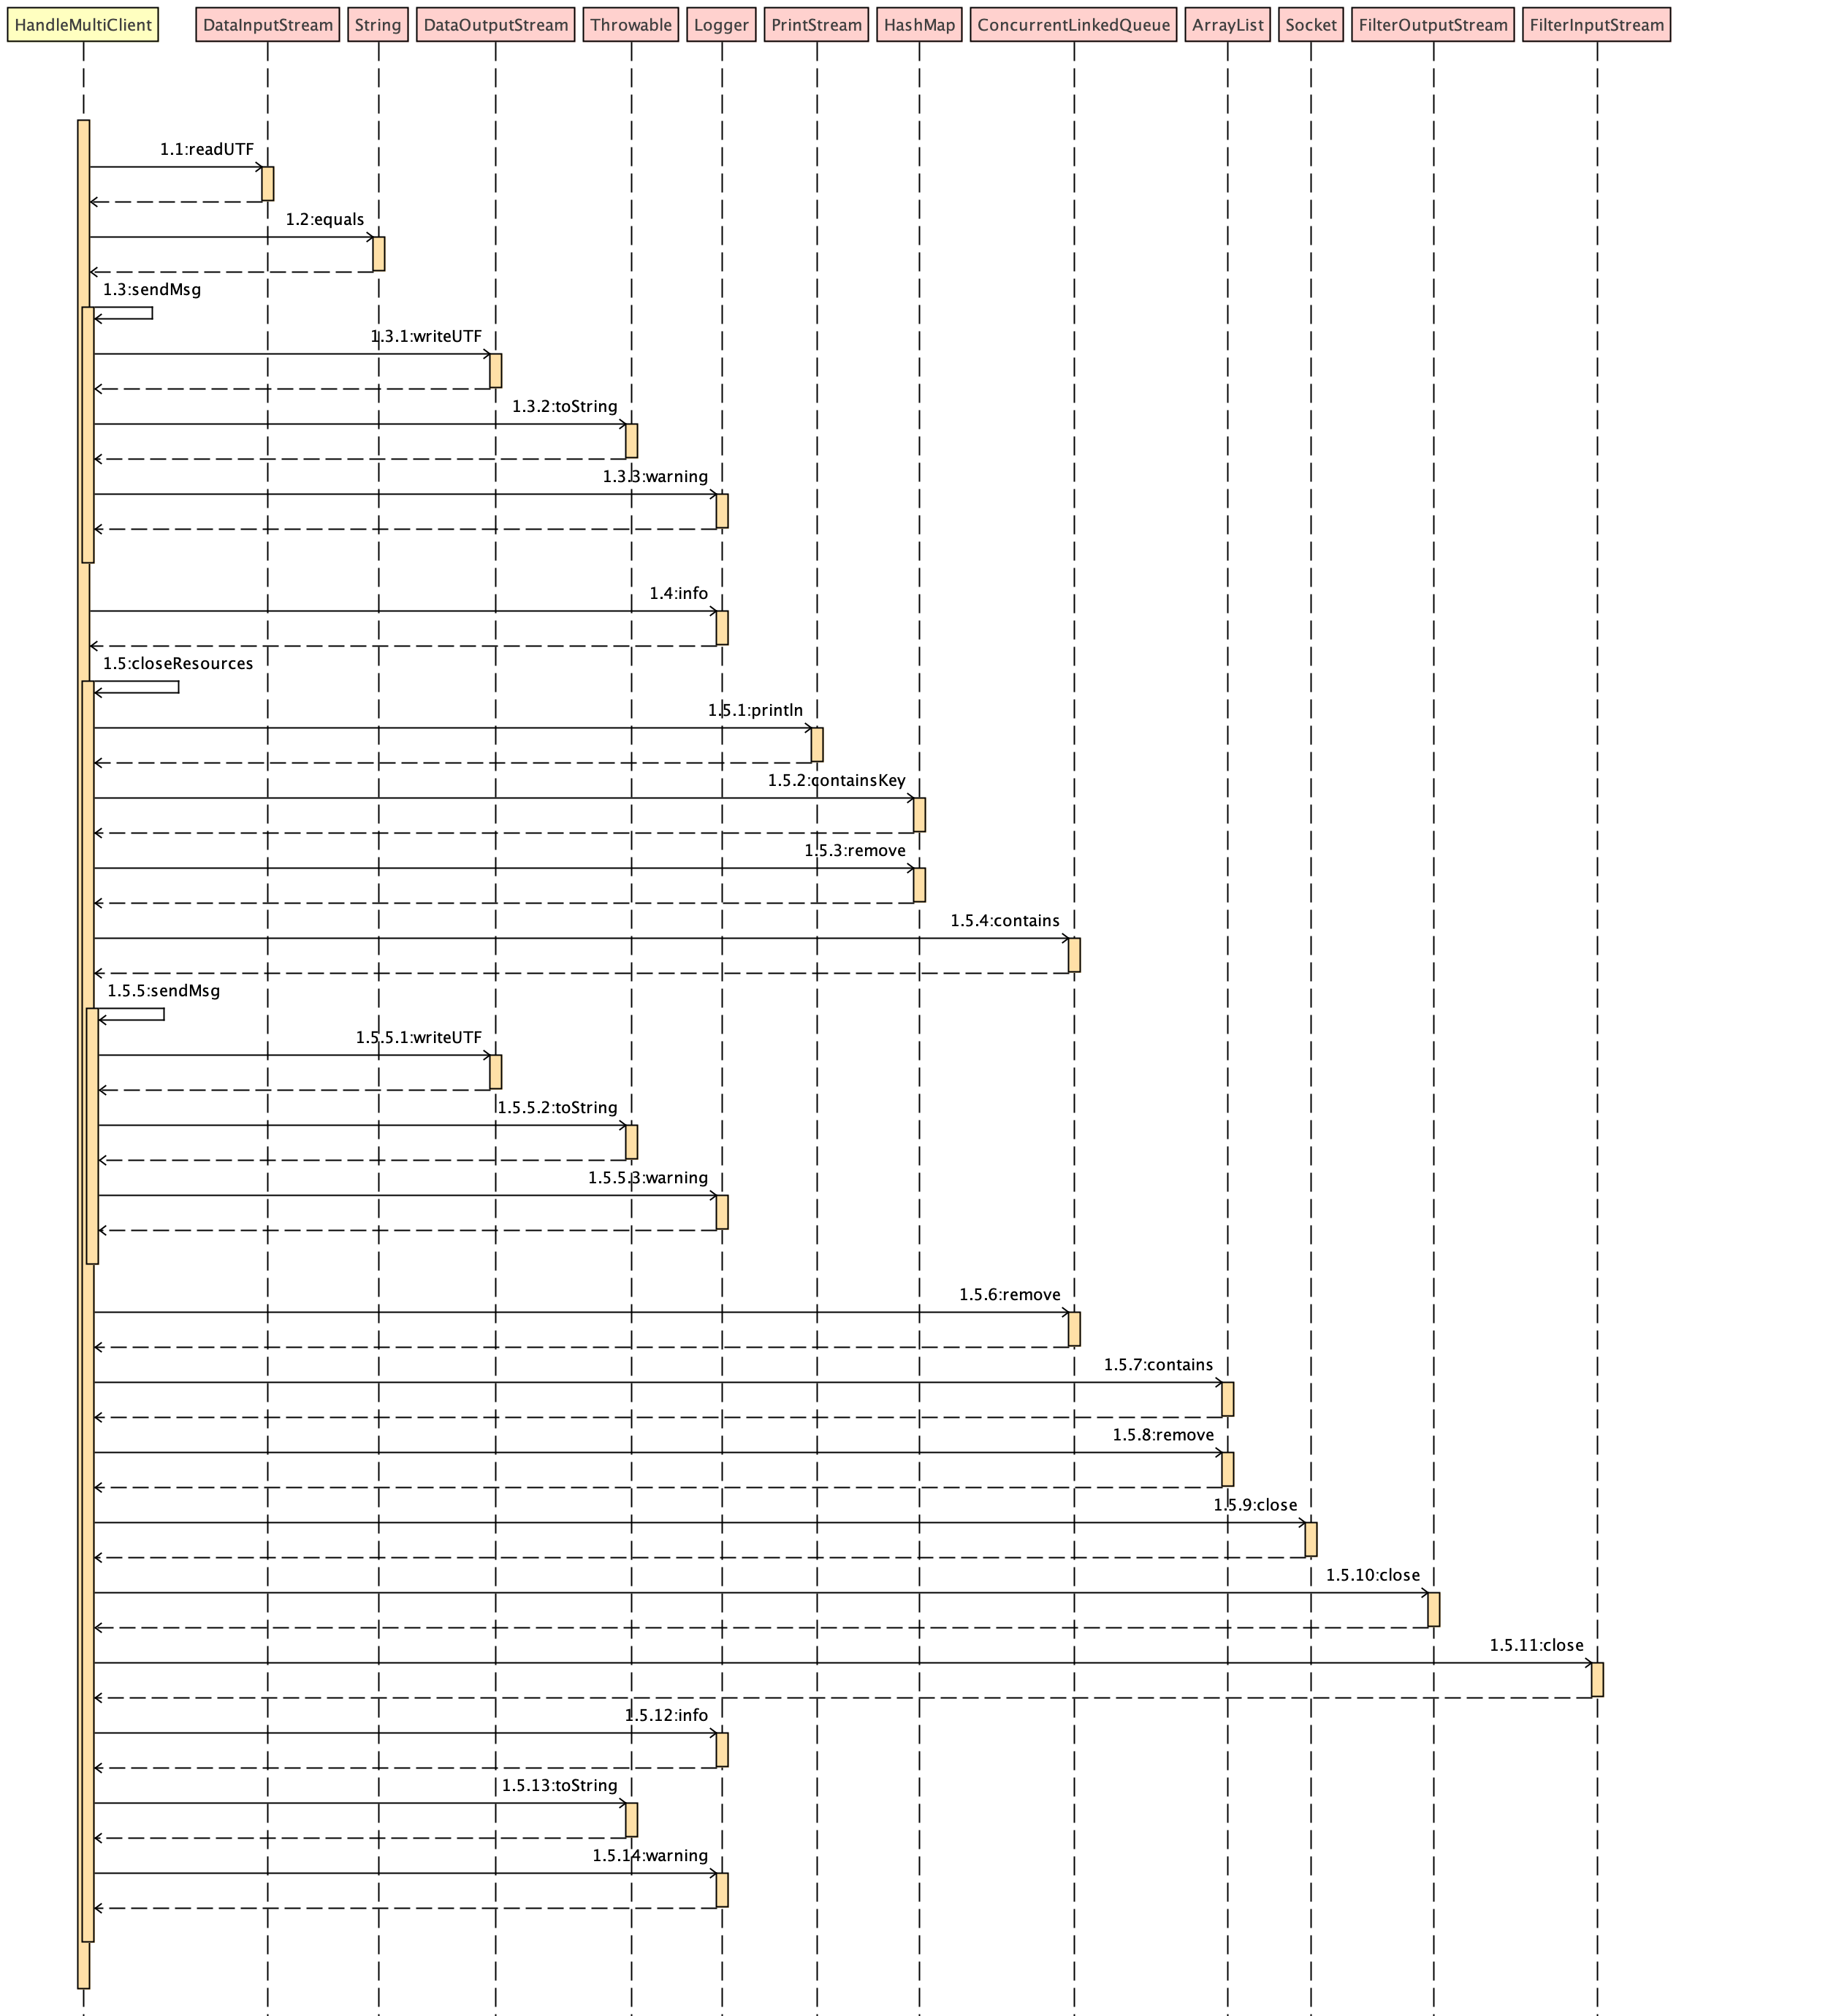 HandleMultiClient DataInputStream String DataOutputStream Throwable Logger PrintStream HashMap ConcurrentLinkedQueue ArrayList Socket FilterOutputStream FilterInputStream
1.1:readUTF
1.2:equals
1.3:sendMsg
1.3.1:writeUTF
1.3.2:toString
1.3.3:warning
1.4:info
1.5:closeResources
1.5.1:println
1.5.2:containsKey
1.5.3:remove
1.5.4:contains
1.5.5:sendMsg
1.5.5.1:writeUTF
1.5.5.2:toString
1.5.5.3:warning
1.5.6:remove
1.5.7:contains
1.5.8:remove
1.5.9:close
1.5.10:close
1.5.11:close
1.5.12:info
1.5.13:toString
1.5.14:warning